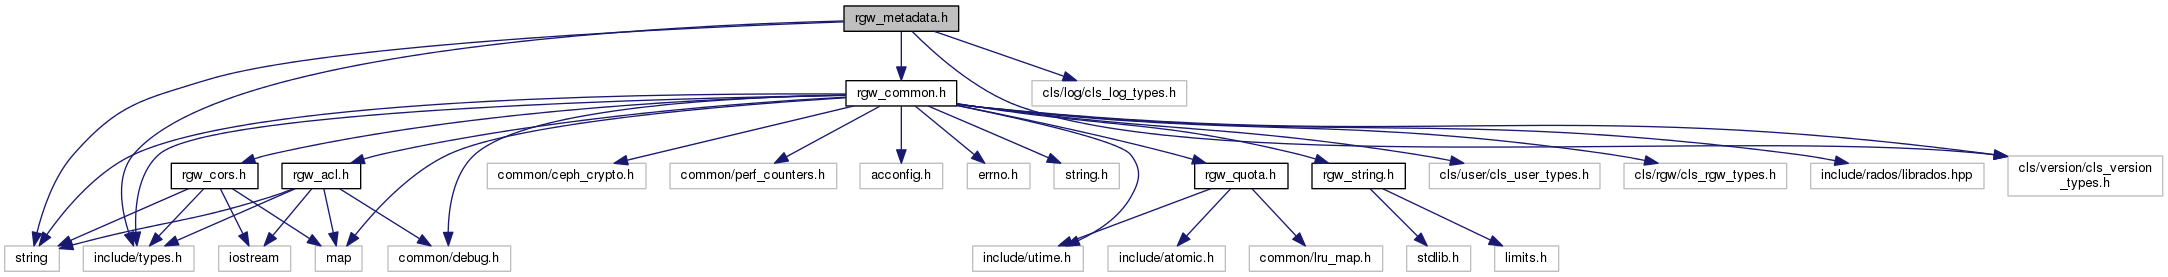 rgw_metadata.h
rgw_common.h
cls/log/cls_log_types.h
rgw_cors.h
rgw_acl.h
common/ceph_crypto.h
common/perf_counters.h
acconfig.h
errno.h
string.h
rgw_quota.h
rgw_string.h
cls/user/cls_user_types.h
cls/rgw/cls_rgw_types.h
include/rados/librados.hpp
cls/version/cls_version
_types.h
string
include/types.h
iostream
map
common/debug.h
include/utime.h
include/atomic.h
common/lru_map.h
stdlib.h
limits.h